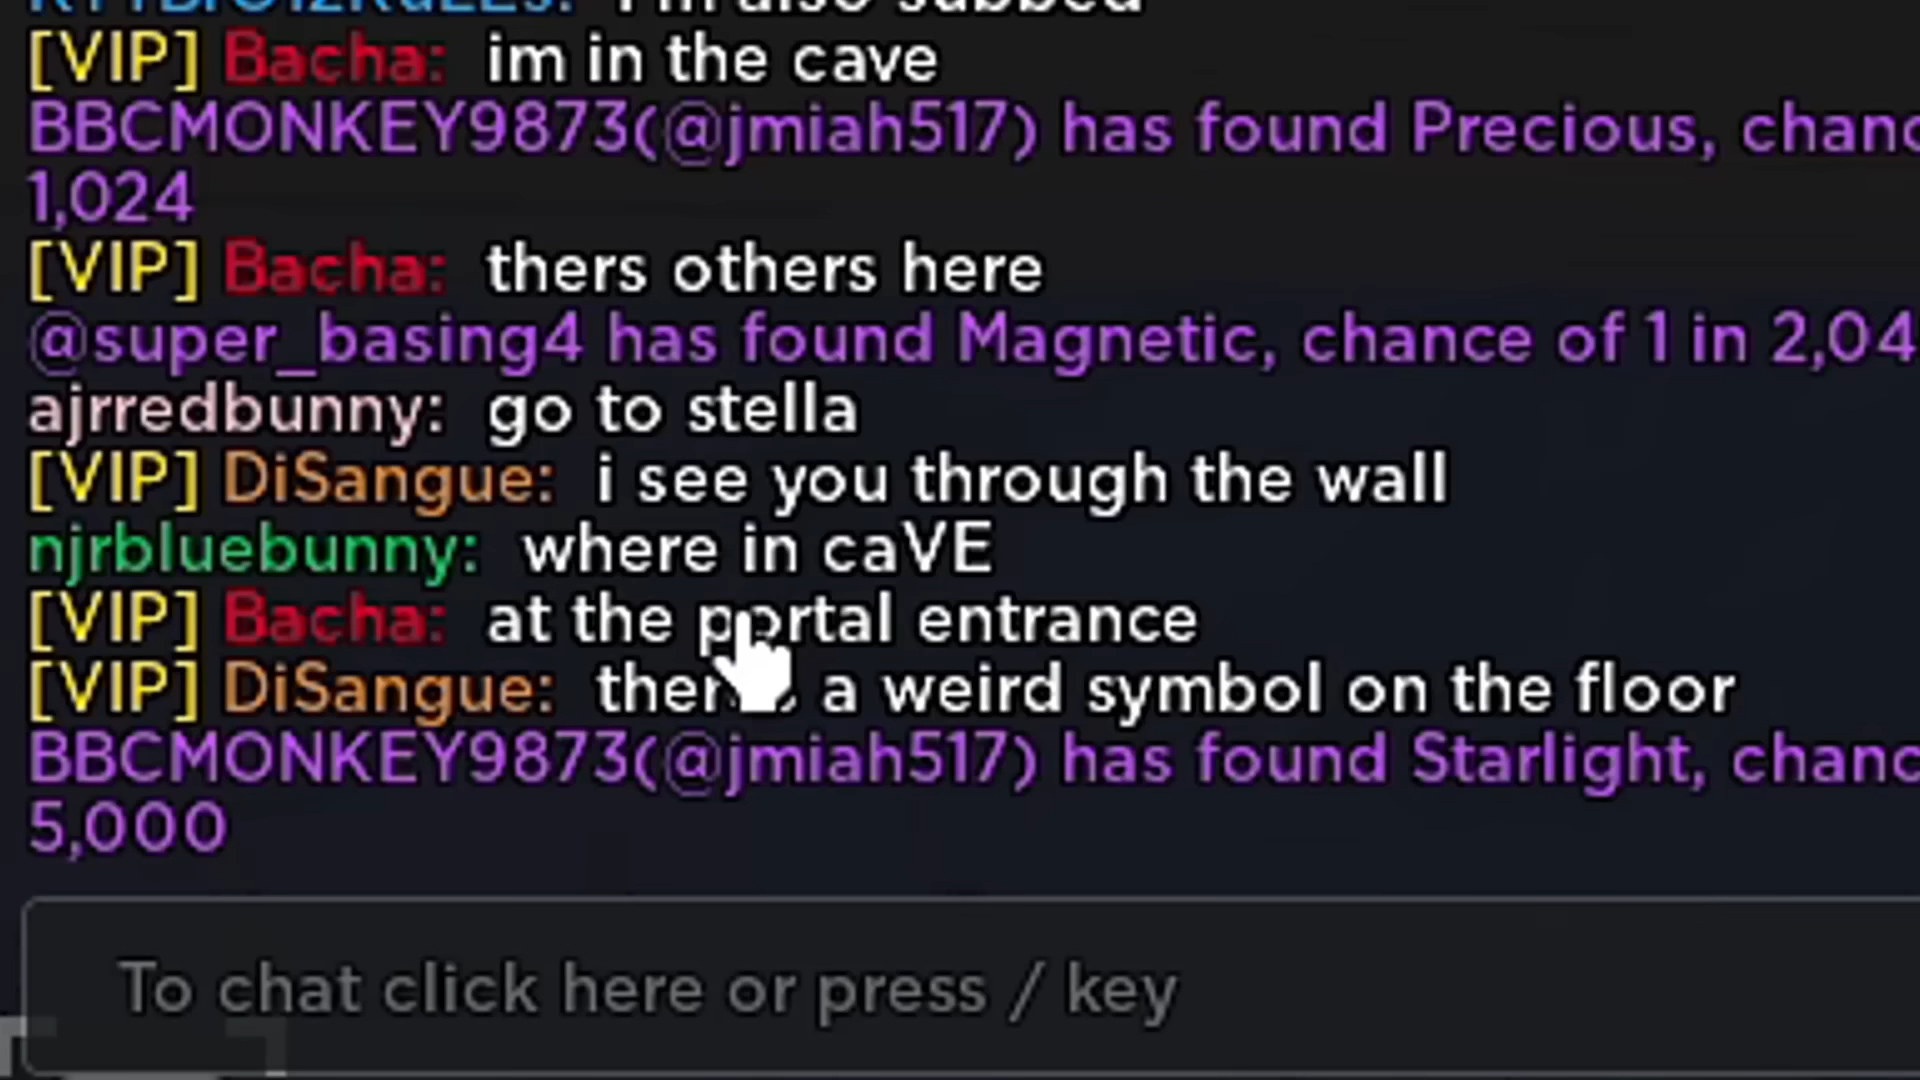 I'm also subbed
[VIP] Bacha: im in the cave
BBCMONKEY9873(@jmiah517) has found Precious,
1,024
[VIP] Bacha: thers others here
@super_basing4 has found Magnetic, chance of 1 in 2,04
ajrredbunny: go to stella
[VIP] DiSangue: i see you through the wall
njrbluebunny: where in caVE
[VIP] Bacha: at the portal entrance
[VIP] DiSangue: a weird symbol on the floor
BBCMONKEY9873(@jmiah517) has found Starlight,
5,000
To chat click here or press / key